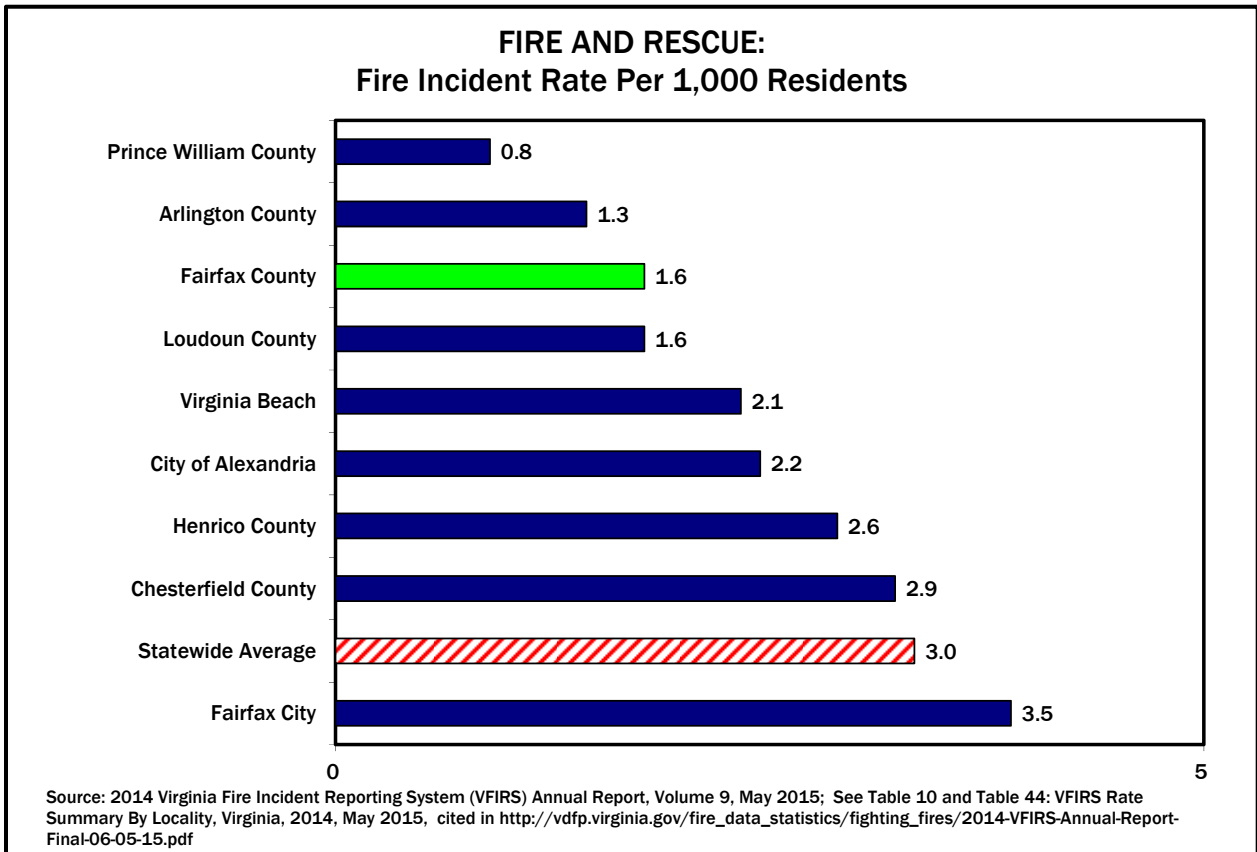 FIRE AND RESCUE:
Fire Incident Rate Per 1,000 Residents
Prince William County 0.8
Arlington County 1.3
Fairfax County 1.6
Loudoun County 1.6
Virginia Beach 2.1
City of Alexandria 2.2
Henrico County 2.6
Chesterfield County 2.9
Statewide Average 3.0
Fairfax City 3.5
0 5
Source: 2014 Virginia Fire Incident Reporting System (VFIRS) Annual Report, Volume 9, May 2015; See Table 10 and Table 44: VFIRS Rate
Summary By Locality, Virginia, 2014, May 2015, cited in http://vdfp.virginia.gov/fire_data_statistics/fighting_fires/2014-VFIRS-Annual-Report-
Final-06-05-15.pdf